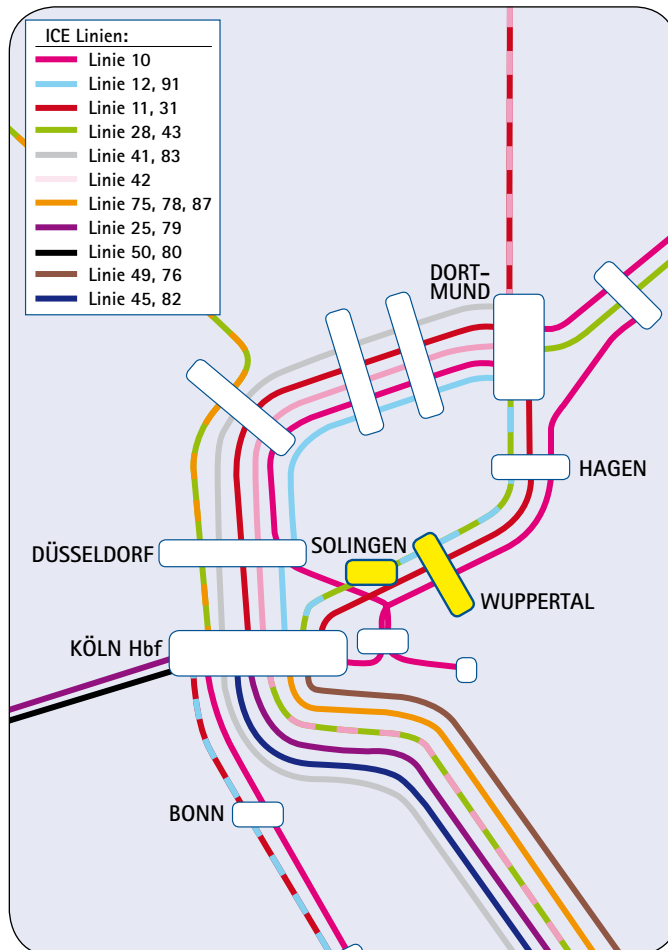 ICE Linien:
Linie 10
Linie 12, 91
Linie 11, 31
Linie 28, 43
Linie 41, 83
Linie 42
Linie 75, 78, 87
Linie 25, 79
Linie 50, 80
Linie 49, 76
Linie 45, 82
DORT-
MUND
HAGEN
SOLINGEN
DÜSSELDORF
WUPPERTAL
KÖLN Hbf
BONN